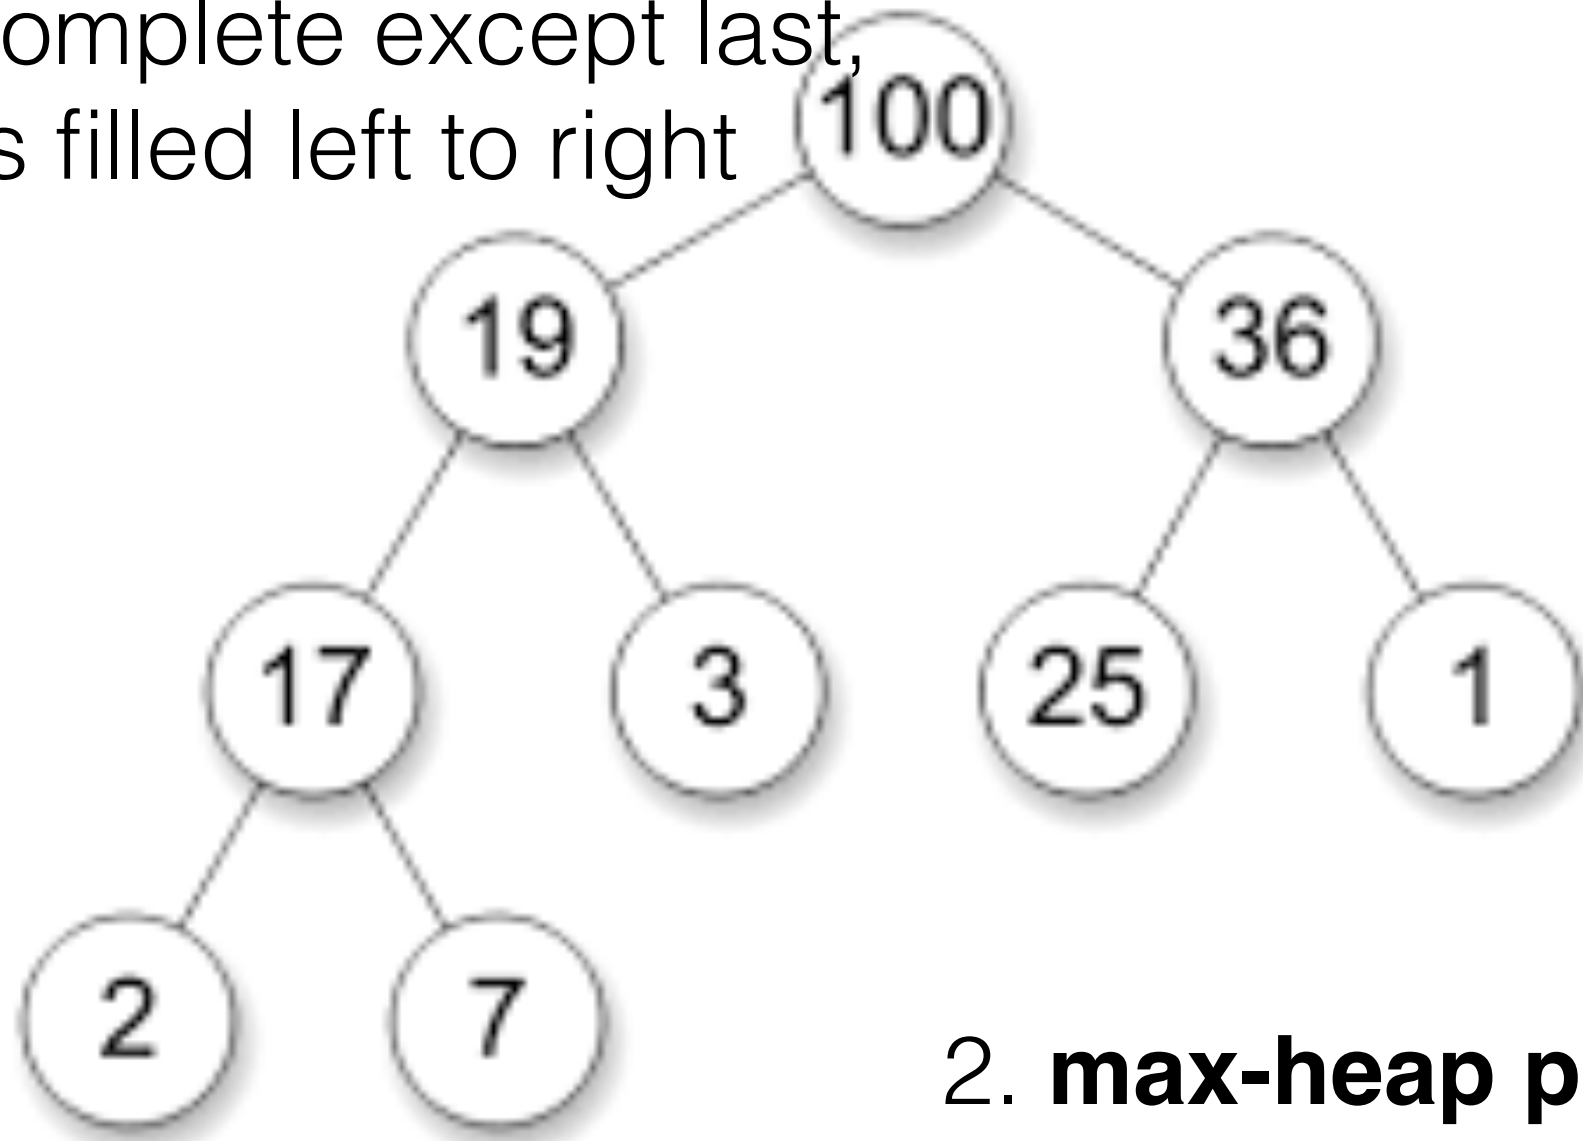 omplete except last,
s filled left to right
100
19 36
17 3 25 1
2 7
2. max-heap p